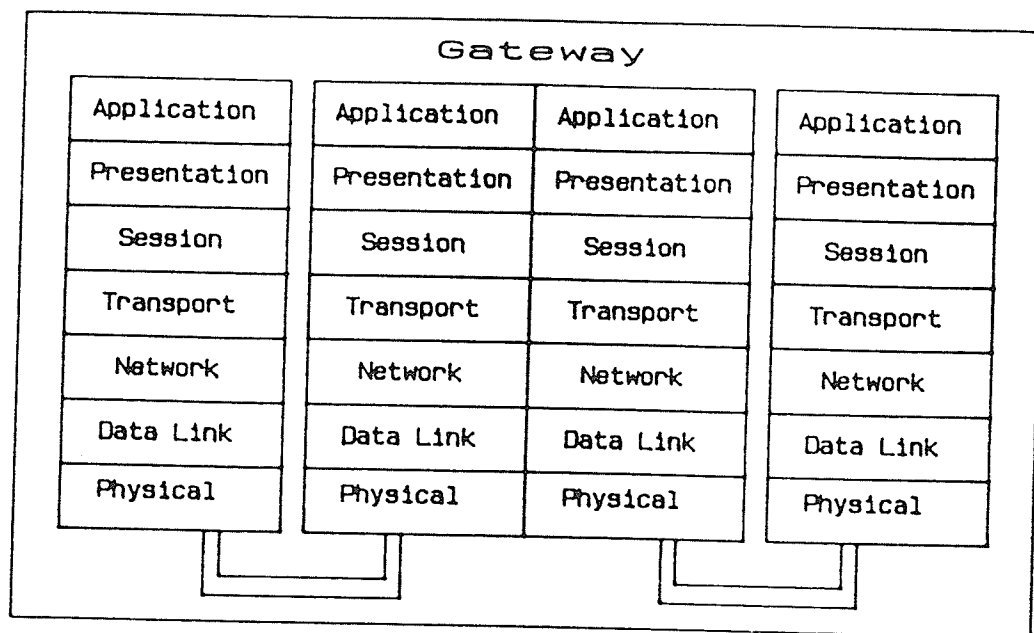 Gateway
Application Application Application Application
Presentation Presentation Presentation Presentation
Session Session Session Session
Transport Transport Transport Transport
Network Network Network Network
Data Link Data Link Data Link Data Link
Physical Physical Physical Physical